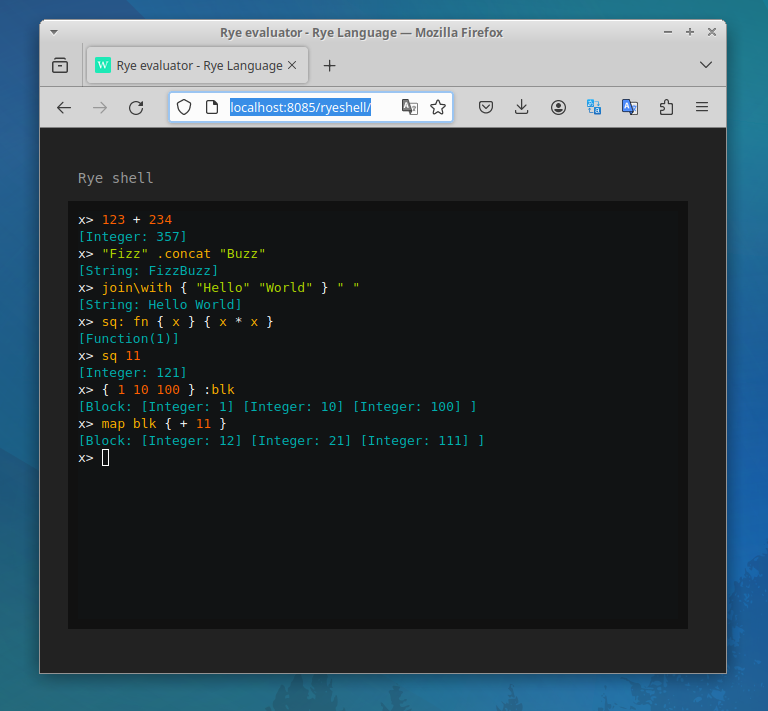 Rye evaluator - Rye Language — Mozilla Firefox
W Rye evaluator - Rye Language
localhost:8085/ryeshell/
Rye shell
x> 123 + 234
[Integer: 357]
x> "Fizz" .concat "Buzz"
[String: FizzBuzz]
x> join\with { "Hello" "World" } " "
[String: Hello World]
x> sq: fn { x } { x * x }
[Function(1)]
x> sq 11
[Integer: 121]
x> { 1 10 100 } :blk
[Block: [Integer: 1] [Integer: 10] [Integer: 100] ]
x> map blk { + 11 }
[Block: [Integer: 12] [Integer: 21] [Integer: 111] ]
x>